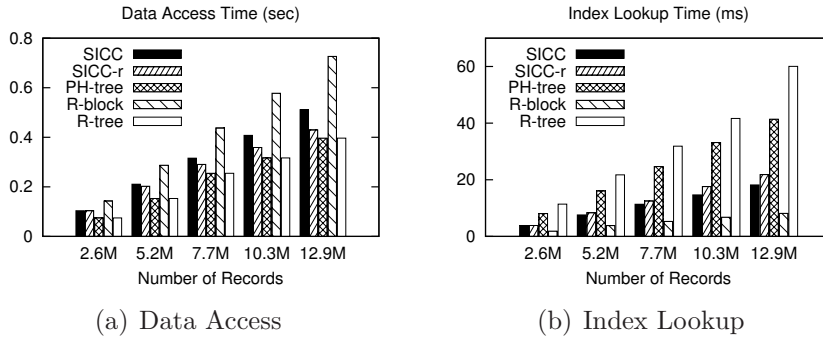 Data Access Time (sec)
0.8
0.6
0.4
0.2
0
SICC
SICC-r
PH-tree
R-block
R-tree
2.6M 5.2M 7.7M 10.3M 12.9M
Number of Records
(a) Data Access
Index Lookup Time (ms)
60
40
20
0
SICC
SICC-r
PH-tree
R-block
R-tree
2.6M 5.2M 7.7M 10.3M 12.9M
Number of Records
(b) Index Lookup